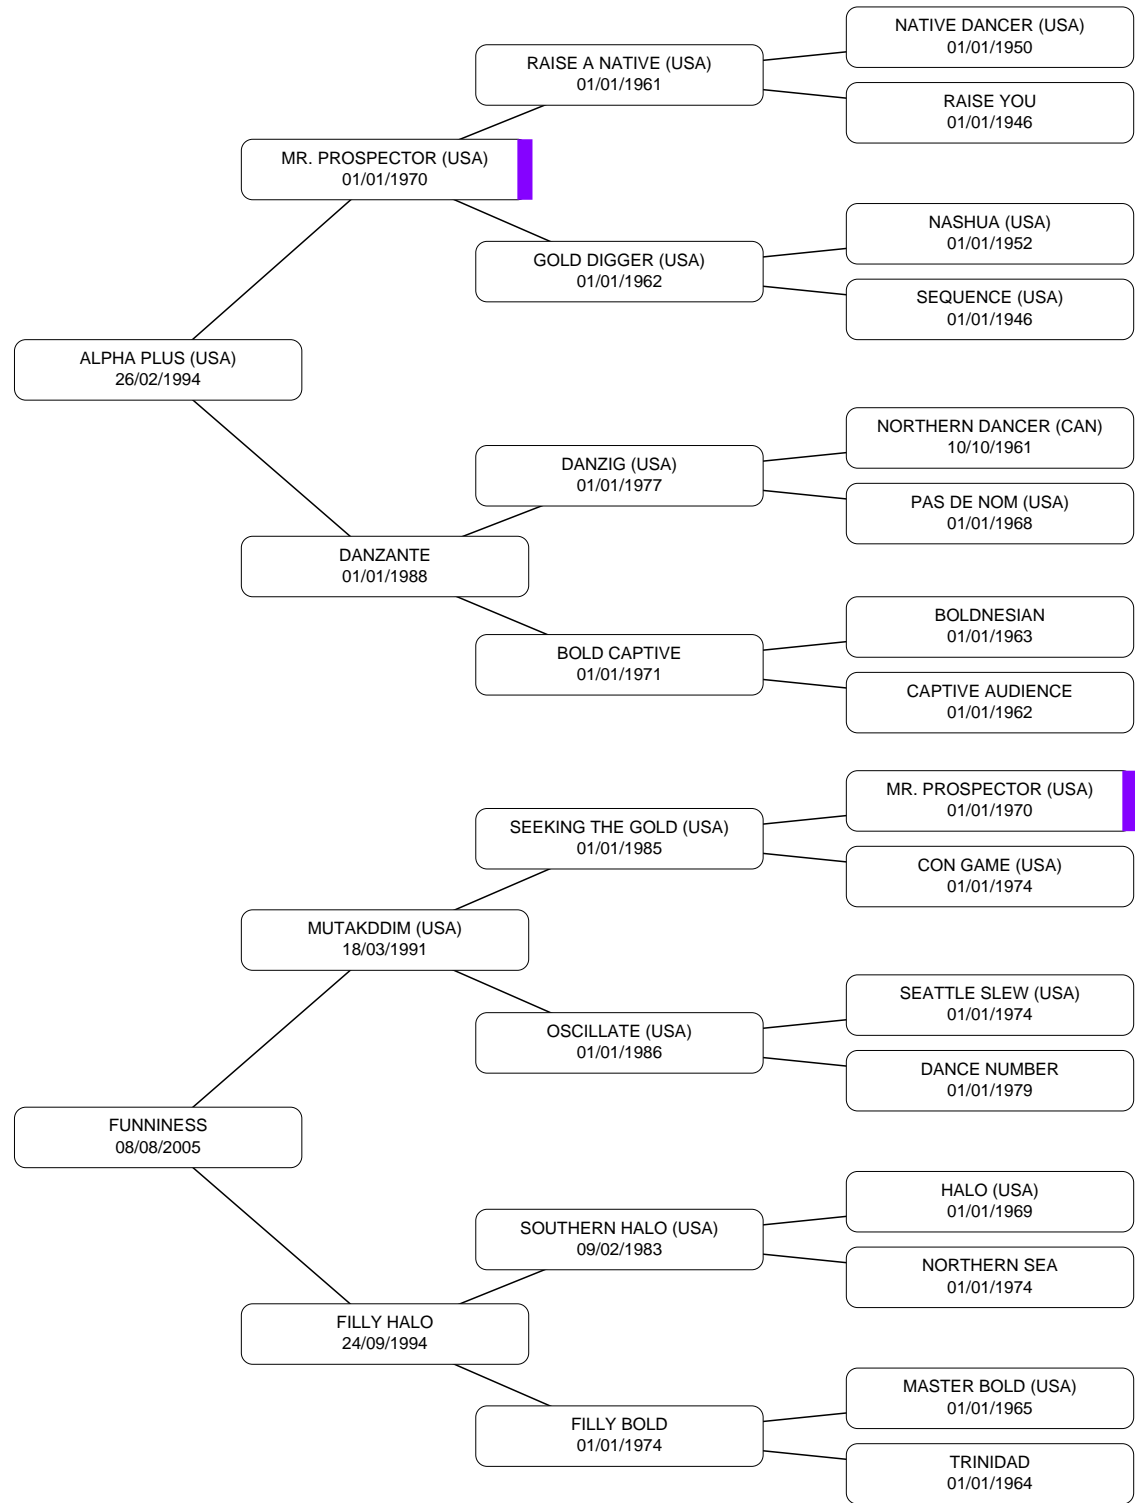 NATIVE DANCER (USA)
01/01/1950
RAISE A NATIVE (USA)
01/01/1961
RAISE YOU
01/01/1946
MR. PROSPECTOR (USA)
01/01/1970
NASHUA (USA)
01/01/1952
GOLD DIGGER (USA)
01/01/1962
SEQUENCE (USA)
01/01/1946
ALPHA PLUS (USA)
26/02/1994
NORTHERN DANCER (CAN)
10/10/1961
DANZIG (USA)
01/01/1977
PAS DE NOM (USA)
01/01/1968
DANZANTE
01/01/1988
BOLDNESIAN
01/01/1963
BOLD CAPTIVE
01/01/1971
CAPTIVE AUDIENCE
01/01/1962
MR. PROSPECTOR (USA)
01/01/1970
SEEKING THE GOLD (USA)
01/01/1985
CON GAME (USA)
01/01/1974
MUTAKDDIM (USA)
18/03/1991
SEATTLE SLEW (USA)
01/01/1974
OSCILLATE (USA)
01/01/1986
DANCE NUMBER
01/01/1979
FUNNINESS
08/08/2005
HALO (USA)
01/01/1969
SOUTHERN HALO (USA)
09/02/1983
NORTHERN SEA
01/01/1974
FILLY HALO
24/09/1994
MASTER BOLD (USA)
01/01/1965
FILLY BOLD
01/01/1974
TRINIDAD
01/01/1964